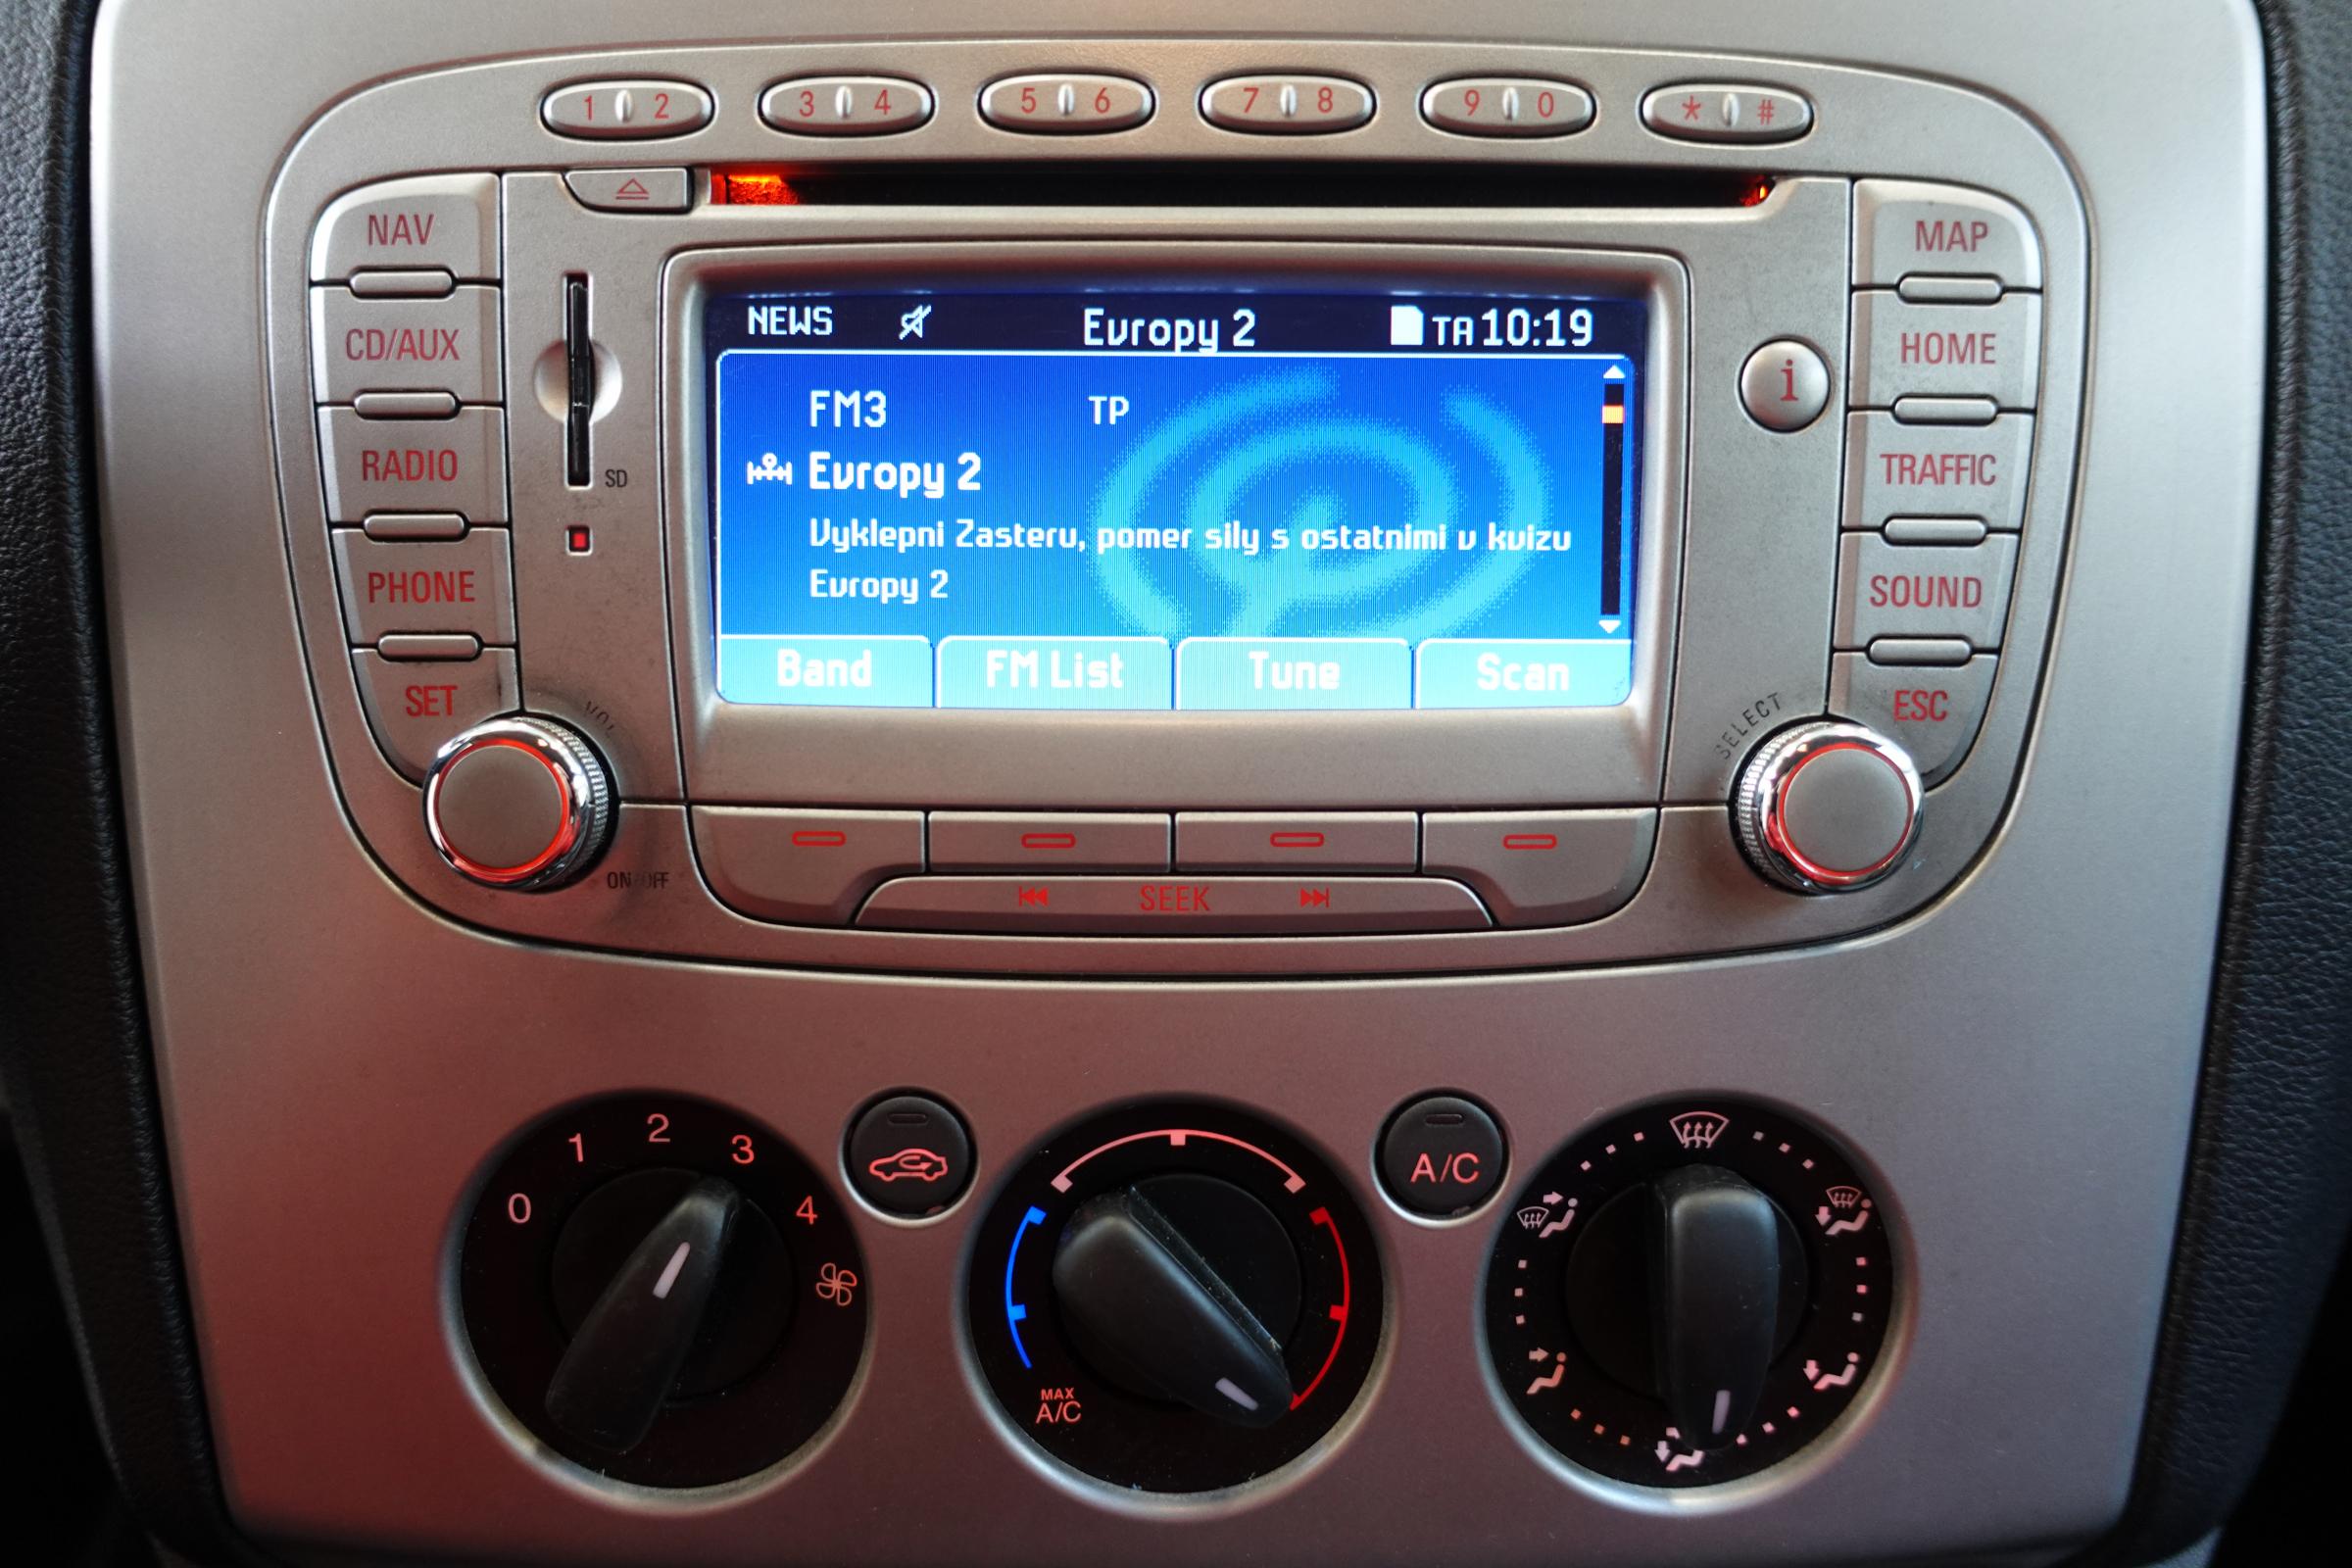 1 2 3 4 5 6 7 8 9 0 * #
NAV
CD/AUX
RADIO
PHONE
SET
SD
VOL
ON/OFF
NEWS Evropy 2 TA 10:19
FM3 TP
Evropy 2
Vyklepni Zasteru, pomer sily s ostatnimi v kvizu
Evropy 2
Band FM List Tune Scan
i
MAP
HOME
TRAFFIC
SOUND
ESC
SELECT
SEEK
0 1 2 3 4
MAX
A/C
A/C